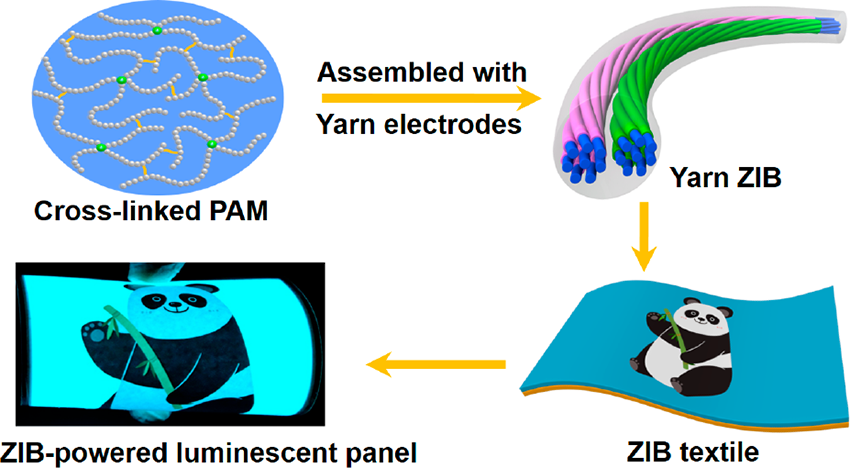 Cross-linked PAM
Assembled with
Yarn electrodes
Yarn ZIB
ZIB textile
ZIB-powered luminescent panel